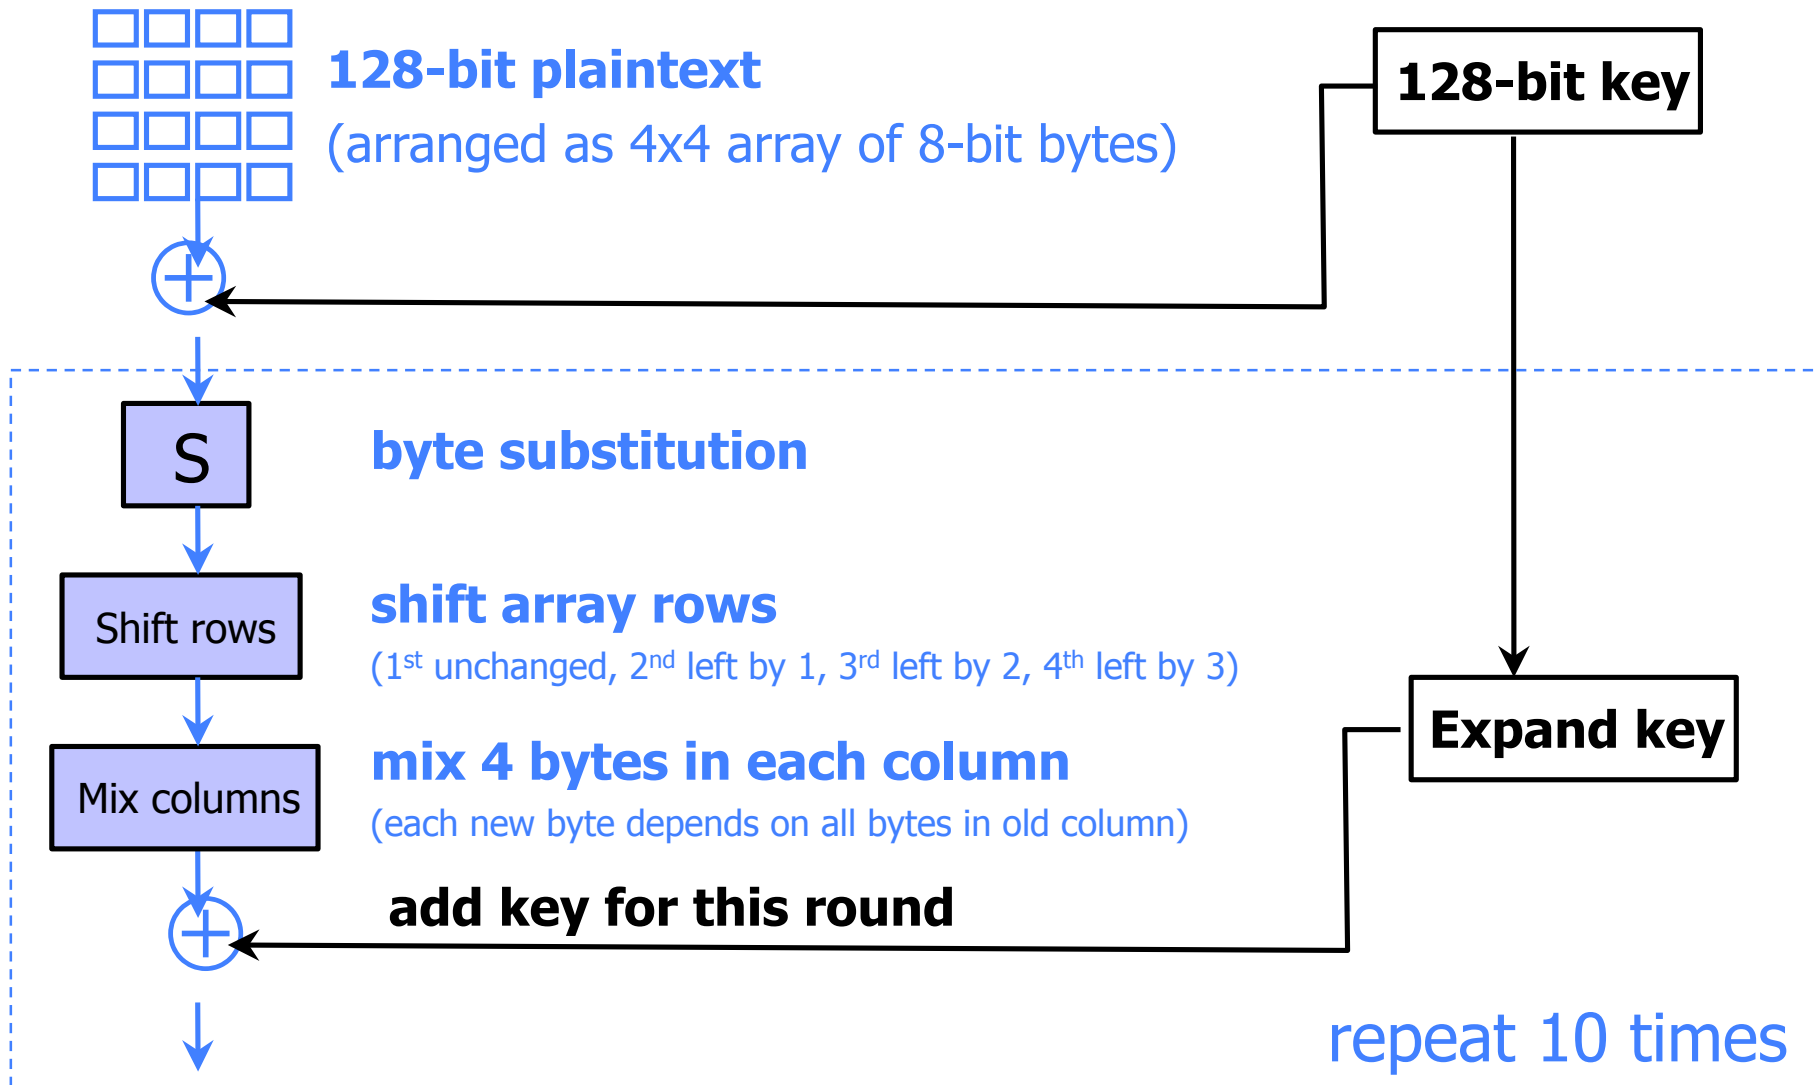 128-bit plaintext
(arranged as 4x4 array of 8-bit bytes)
128-bit key
S
byte substitution
Shift rows
shift array rows
(1st unchanged, 2nd left by 1, 3rd left by 2, 4th left by 3)
Expand key
Mix columns
mix 4 bytes in each column
(each new byte depends on all bytes in old column)
add key for this round
repeat 10 times